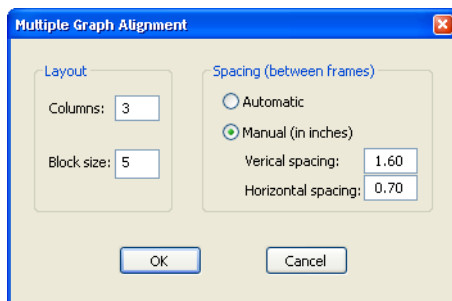 Multiple Graph Alignment
Layout
Columns: 3
Block size: 5
Spacing (between frames)
Automatic
Manual (in inches)
Verical spacing: 1.60
Horizontal spacing: 0.70
OK Cancel